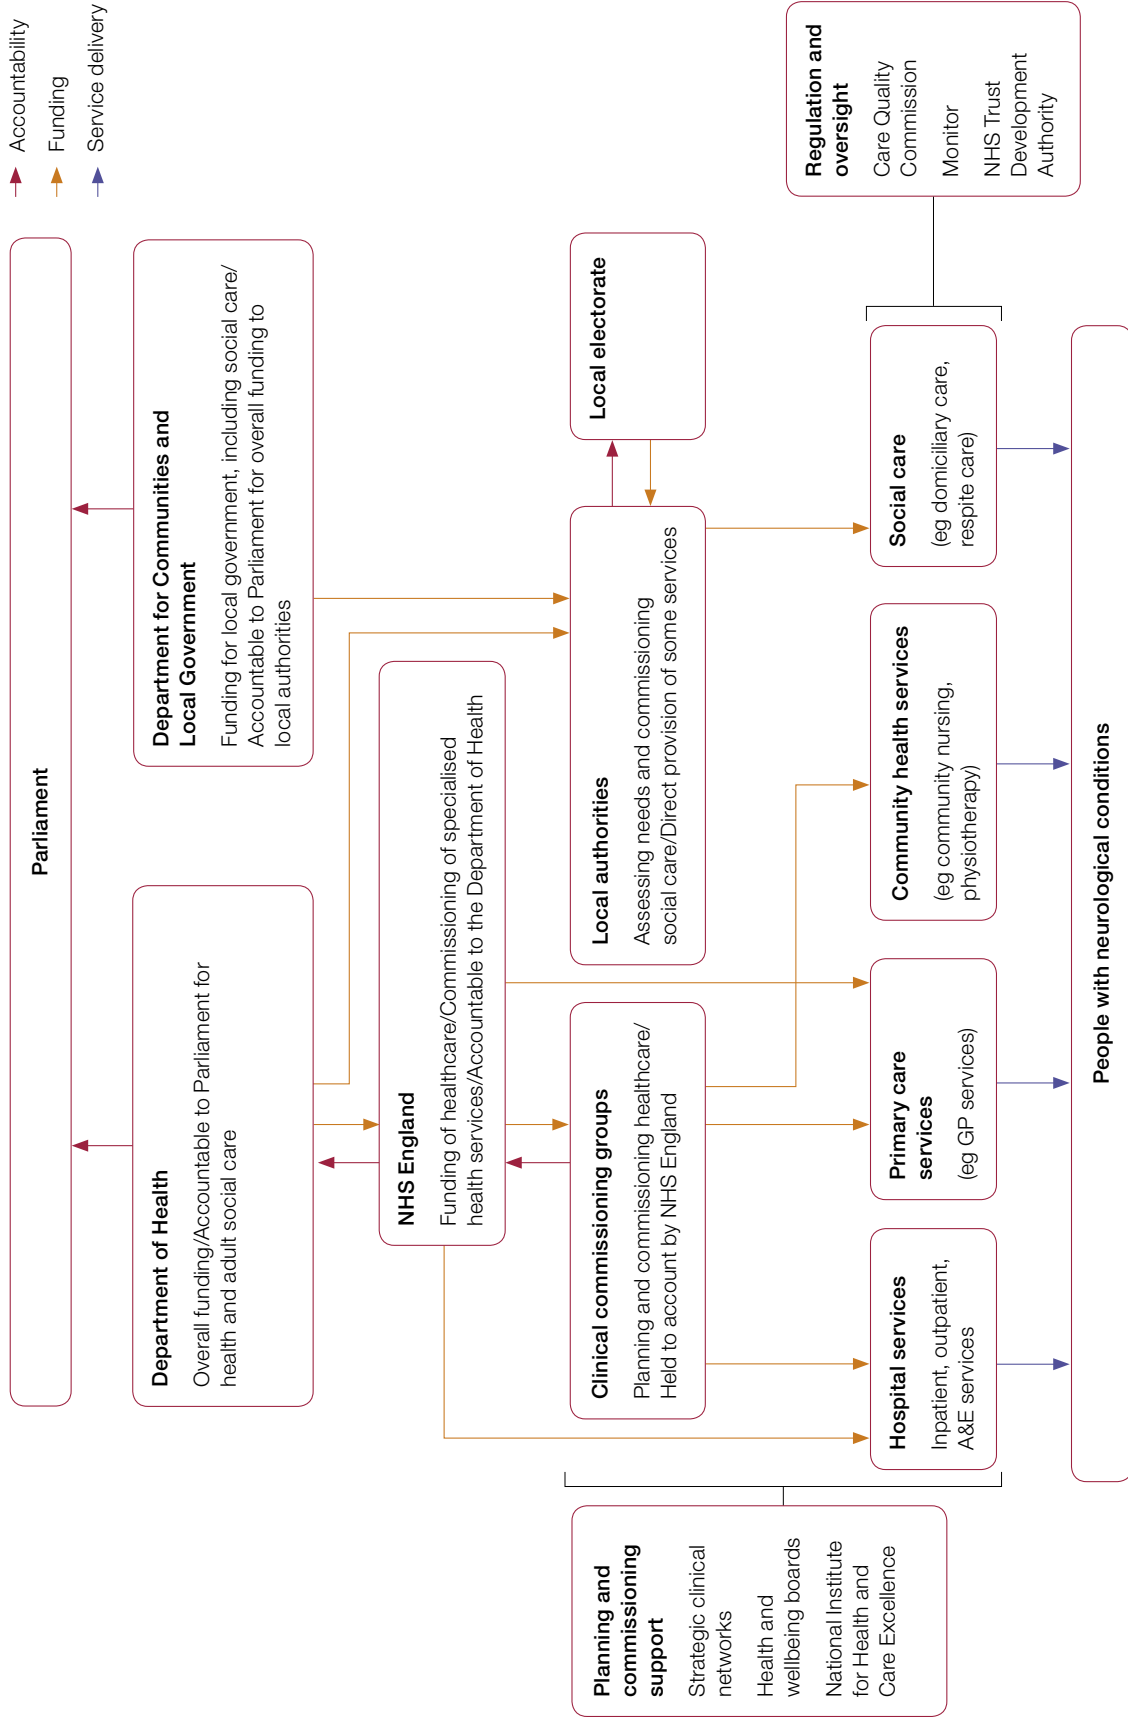 Accountability
Funding
Service delivery
Parliament
Department of Health
Overall funding/Accountable to Parliament for
health and adult social care
Department for Communities and
Local Government
Funding for local government, including social care/
Accountable to Parliament for overall funding to
local authorities
NHS England
Funding of healthcare/Commissioning of specialised
health services/Accountable to the Department of Health
Clinical commissioning groups
Planning and commissioning healthcare/
Held to account by NHS England
Local authorities
Assessing needs and commissioning
social care/Direct provision of some services
Local electorate
Planning and
commissioning
support
Strategic clinical
networks
Health and
wellbeing boards
National Institute
for Health and
Care Excellence
Hospital services
Inpatient, outpatient,
A&E services
Primary care
services
(eg GP services)
Community health services
(eg community nursing,
physiotherapy)
Social care
(eg domiciliary care,
respite care)
Regulation and
oversight
Care Quality
Commission
Monitor
NHS Trust
Development
Authority
People with neurological conditions